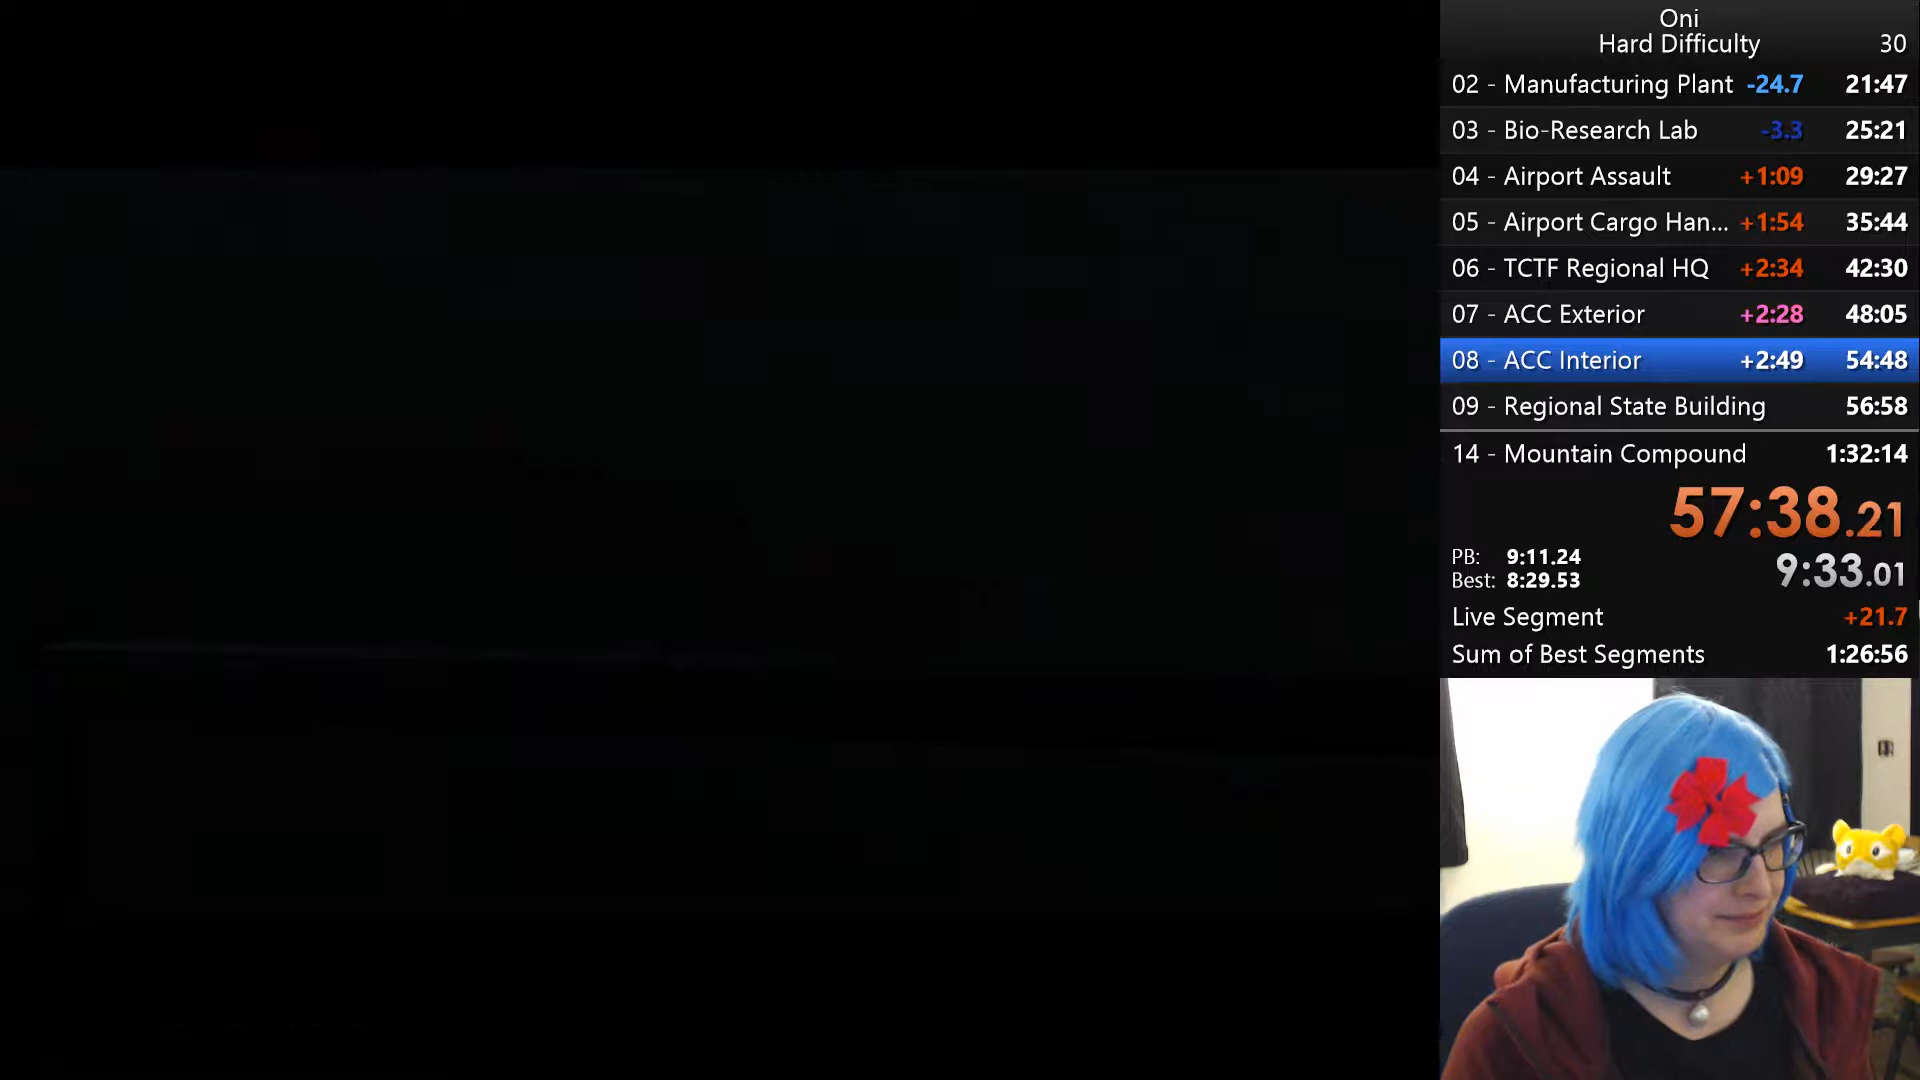 Oni
Hard Difficulty 30
02 - Manufacturing Plant -24.7 21:47
03 - Bio-Research Lab -3.3 25:21
04 - Airport Assault +1:09 29:27
05 - Airport Cargo Han... +1:54 35:44
06 - TCTF Regional HQ +2:34 42:30
07 - ACC Exterior +2:28 48:05
08 - ACC Interior +2:49 54:48
09 - Regional State Building 56:58
14 - Mountain Compound 1:32:14
57:38.21
PB: 9:11.24
Best: 8:29.53
9:33.01
Live Segment +21.7
Sum of Best Segments 1:26:56